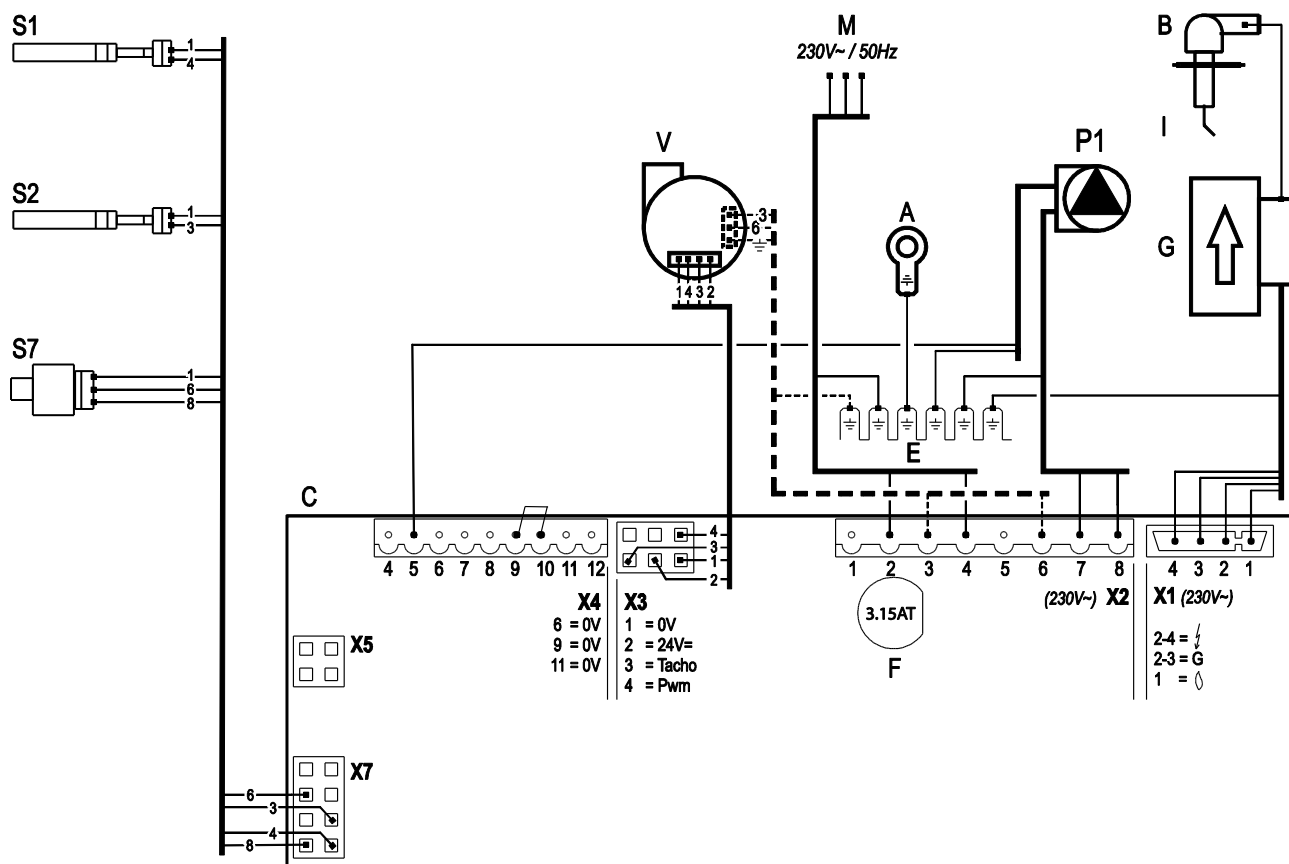 S1
1
4
S2
1
3
S7
1
6
8
V
3
6
1 4 3 2
M
230V~ / 50Hz
A
P1
B
I
G
E
C
4 5 6 7 8 9 10 11 12
X4
6 = 0V
9 = 0V
11 = 0V
4
3
1
2
X3
1 = 0V
2 = 24V=
3 = Tacho
4 = Pwm
1 2 3 4 5 6 7 8
(230V~) X2
3.15AT
F
4 3 2 1
X1 (230V~)
2-4 =
2-3 = G
1 =
X5
X7
6
3
4
8